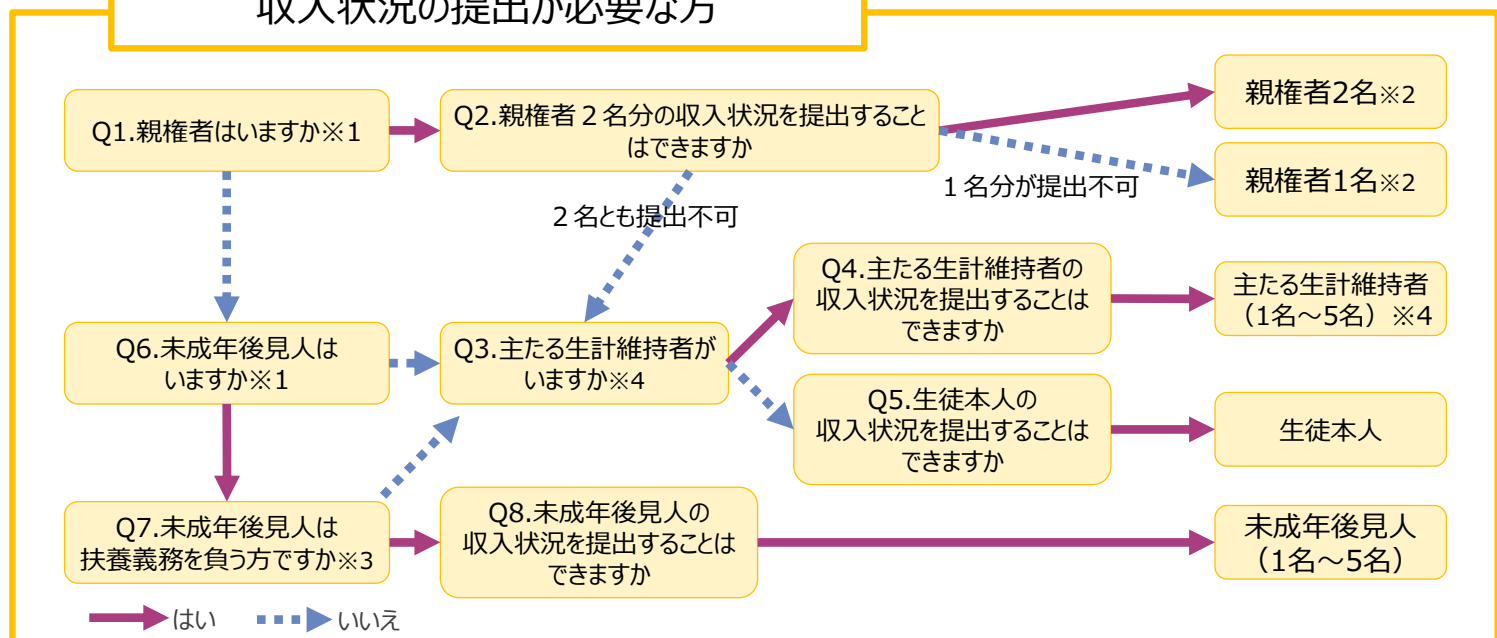 収入状況の提出が必要な方
Q1.親権者はいますか※1
Q2.親権者２名分の収入状況を提出すること
はできますか
親権者2名※2
１名分が提出不可
親権者1名※2
２名とも提出不可
Q6.未成年後見人は
いますか※1
Q3.主たる生計維持者が
いますか※4
Q4.主たる生計維持者の
収入状況を提出することは
できますか
主たる生計維持者
（1名～5名）※4
Q5.生徒本人の
収入状況を提出することは
できますか
生徒本人
Q7.未成年後見人は
扶養義務を負う方ですか※3
Q8.未成年後見人の
収入状況を提出することは
できますか
未成年後見人
（1名～5名）
はい
いいえ